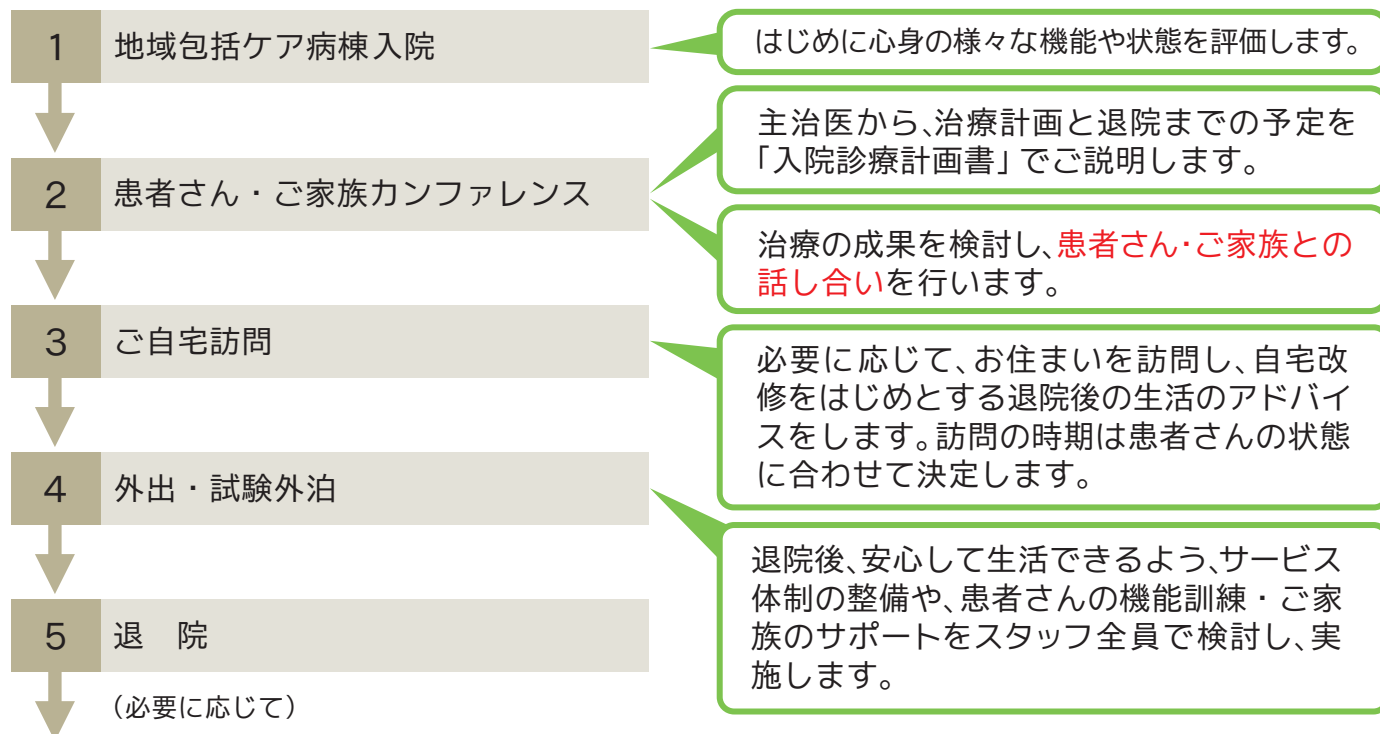 1 地域包括ケア病棟入院
はじめに心身の様々な機能や状態を評価します。
2 患者さん・ご家族カンファレンス
主治医から、治療計画と退院までの予定を
「入院診療計画書」でご説明します。
治療の成果を検討し、患者さん・ご家族との
話し合いを行います。
3 ご自宅訪問
必要に応じて、お住まいを訪問し、自宅改
修をはじめとする退院後の生活のアドバイ
スをします。訪問の時期は患者さんの状態
に合わせて決定します。
4 外出・試験外泊
退院後、安心して生活できるよう、サービス
体制の整備や、患者さんの機能訓練・ご家
族のサポートをスタッフ全員で検討し、実
施します。
5 退　院
(必要に応じて)